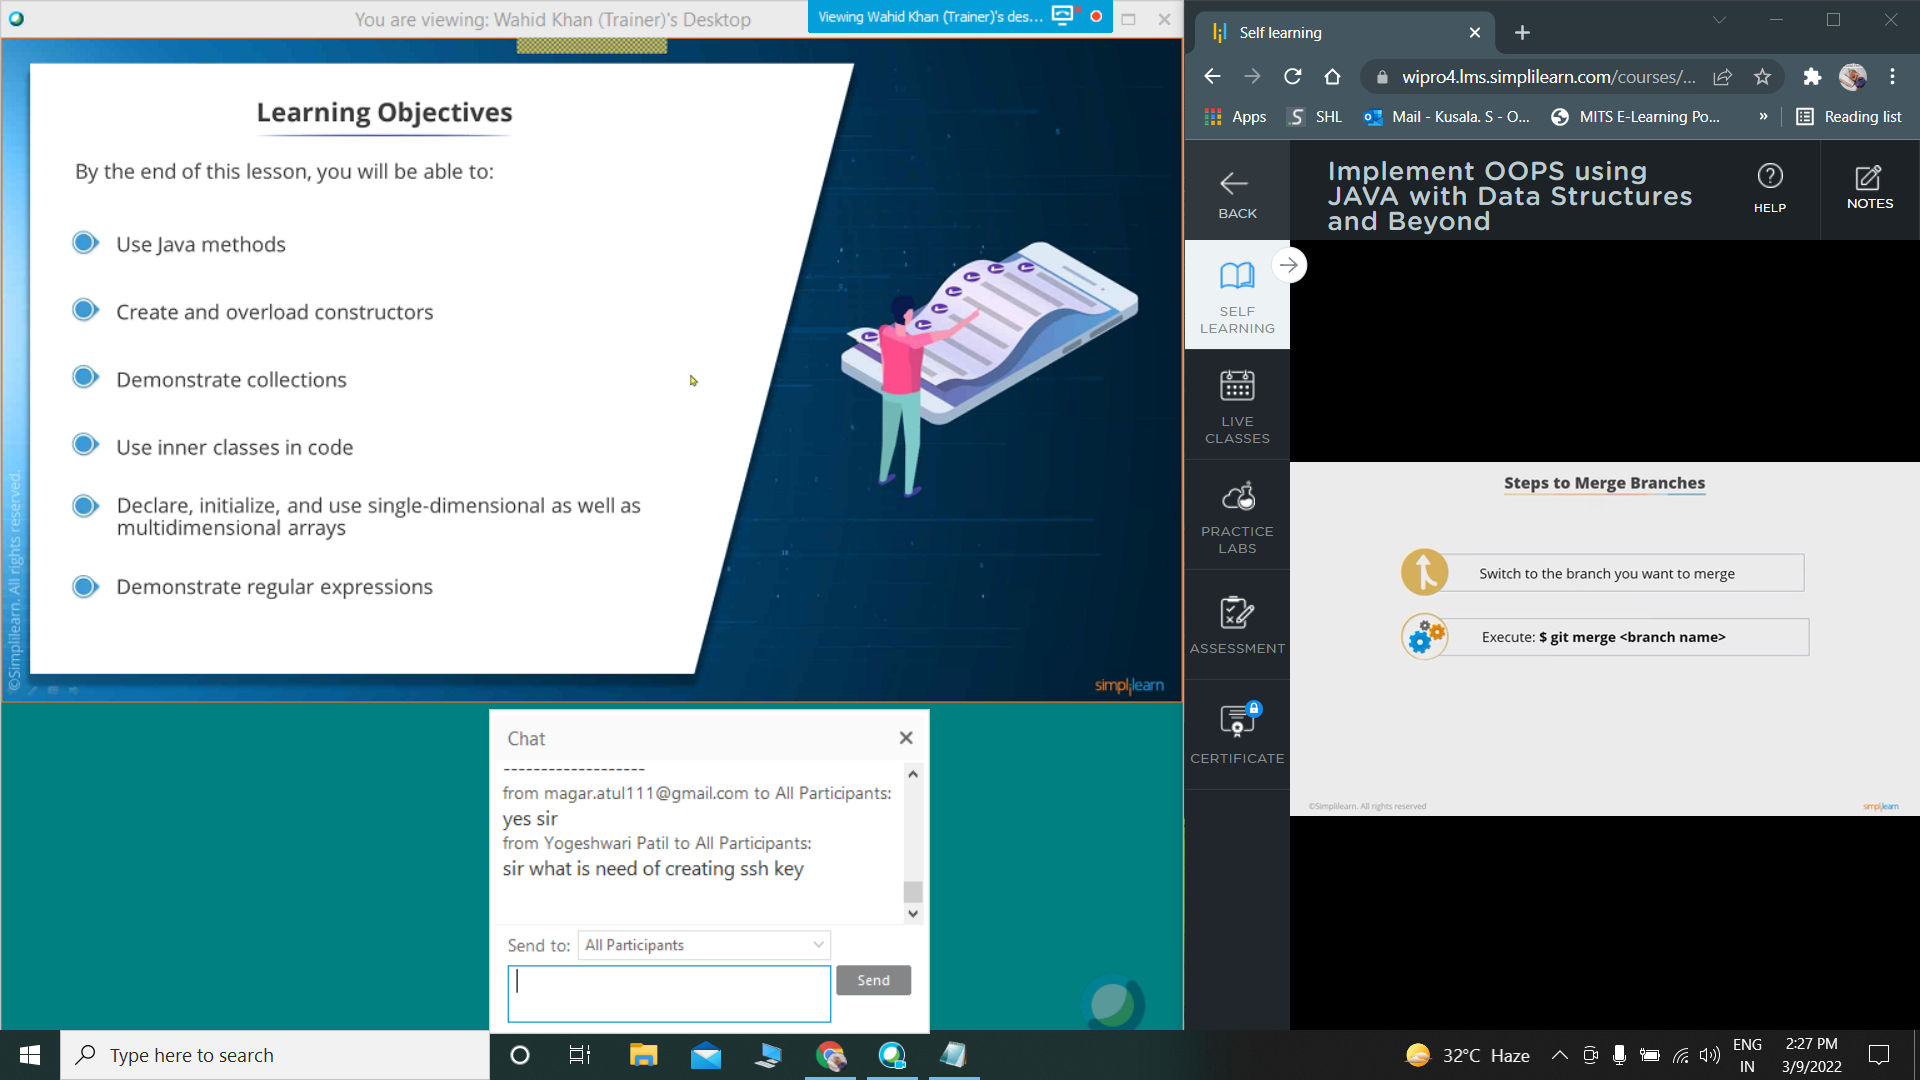 You are viewing: Wahid Khan (Trainer)'s Desktop
Viewing Wahid Khan (Trainer)'s des...
Learning Objectives
By the end of this lesson, you will be able to:
Use Java methods
Create and overload constructors
Demonstrate collections
Use inner classes in code
Declare, initialize, and use single-dimensional as well as
multidimensional arrays
Demonstrate regular expressions
©Simplilearn. All rights reserved.
simplilearn
Chat
-------------------
from magar.atul111@gmail.com to All Participants:
yes sir
from Yogeshwari Patil to All Participants:
sir what is need of creating ssh key
Send to:
All Participants
Send
Self learning
wipro4.lms.simplilearn.com/courses/...
Apps
SHL
Mail - Kusala. S - O...
MITS E-Learning Po...
»
Reading list
BACK
Implement OOPS using
JAVA with Data Structures
and Beyond
HELP
NOTES
SELF
LEARNING
LIVE
CLASSES
PRACTICE
LABS
ASSESSMENT
CERTIFICATE
Steps to Merge Branches
Switch to the branch you want to merge
Execute: $ git merge <branch name>
©Simplilearn. All rights reserved
simplilearn
Type here to search
32°C Haze
ENG
IN
2:27 PM
3/9/2022